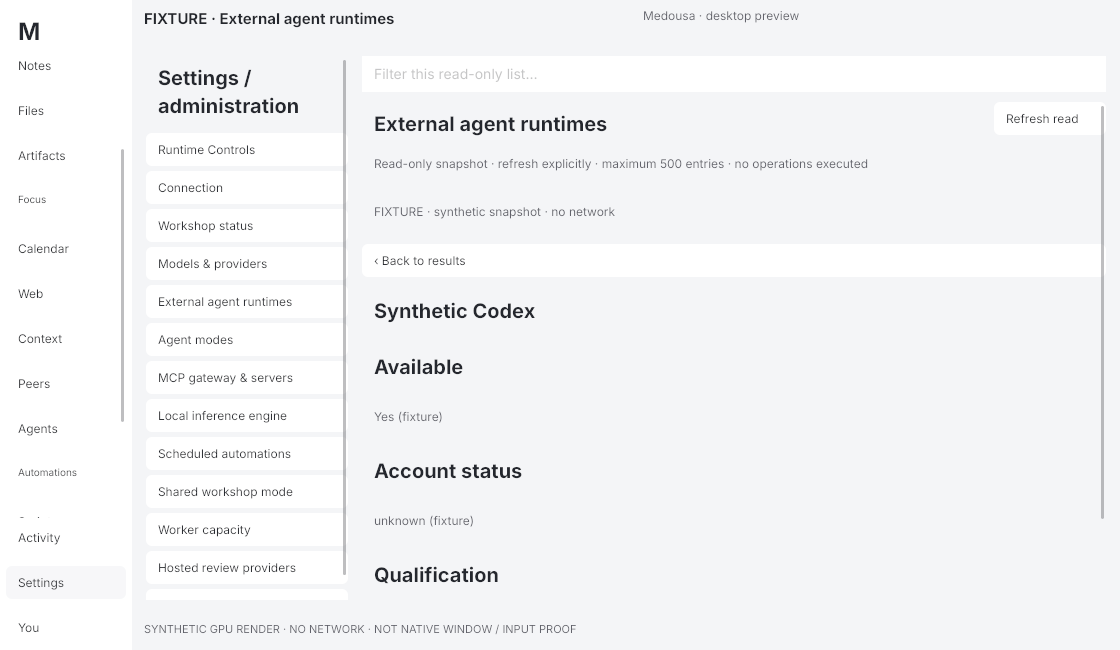 M
Notes
Files
Artifacts
Focus
Calendar
Web
Context
Peers
Agents
Automations
Activity
Settings
You
FIXTURE · External agent runtimes
Medousa · desktop preview
Settings /
administration
Runtime Controls
Connection
Workshop status
Models & providers
External agent runtimes
Agent modes
MCP gateway & servers
Local inference engine
Scheduled automations
Shared workshop mode
Worker capacity
Hosted review providers
Filter this read-only list...
External agent runtimes
Refresh read
Read-only snapshot · refresh explicitly · maximum 500 entries · no operations executed
FIXTURE · synthetic snapshot · no network
‹ Back to results
Synthetic Codex
Available
Yes (fixture)
Account status
unknown (fixture)
Qualification
SYNTHETIC GPU RENDER · NO NETWORK · NOT NATIVE WINDOW / INPUT PROOF